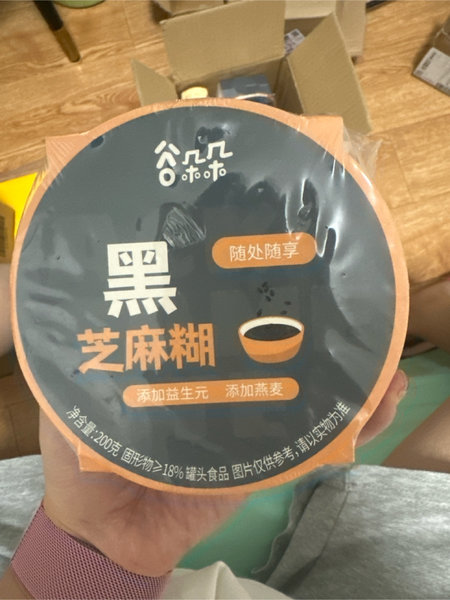 谷朵朵
随处随享
黑
芝麻糊
添加益生元 添加燕麦
净含量:200克 固形物≥18% 罐头食品 图片仅供参考,请以实物为准